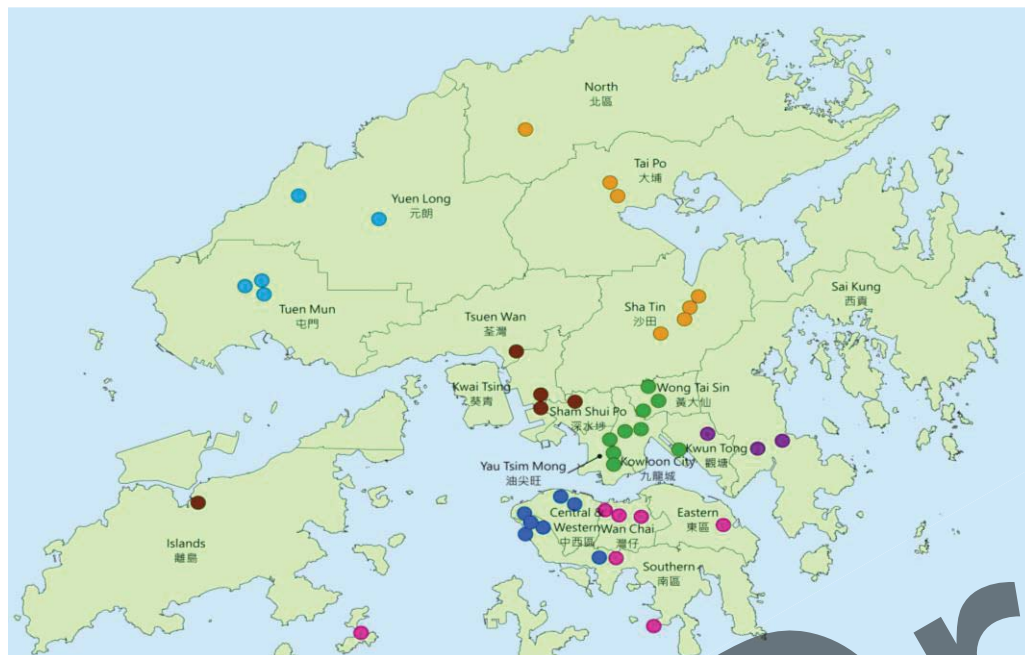 North
北區
Tai Po
大埔
Yuen Long
元朗
Sai Kung
西貢
Tuen Mun
屯門
Tsuen Wan
荃灣
Sha Tin
沙田
Kwai Tsing
葵青
Wong Tai Sin
黃大仙
Sham Shui Po
深水埗
Kwun Tong
觀塘
Yau Tsim Mong
油尖旺
Kowloon City
九龍城
Central &
Western
中西區
Wan Chai
灣仔
Eastern
東區
Islands
離島
Southern
南區
or